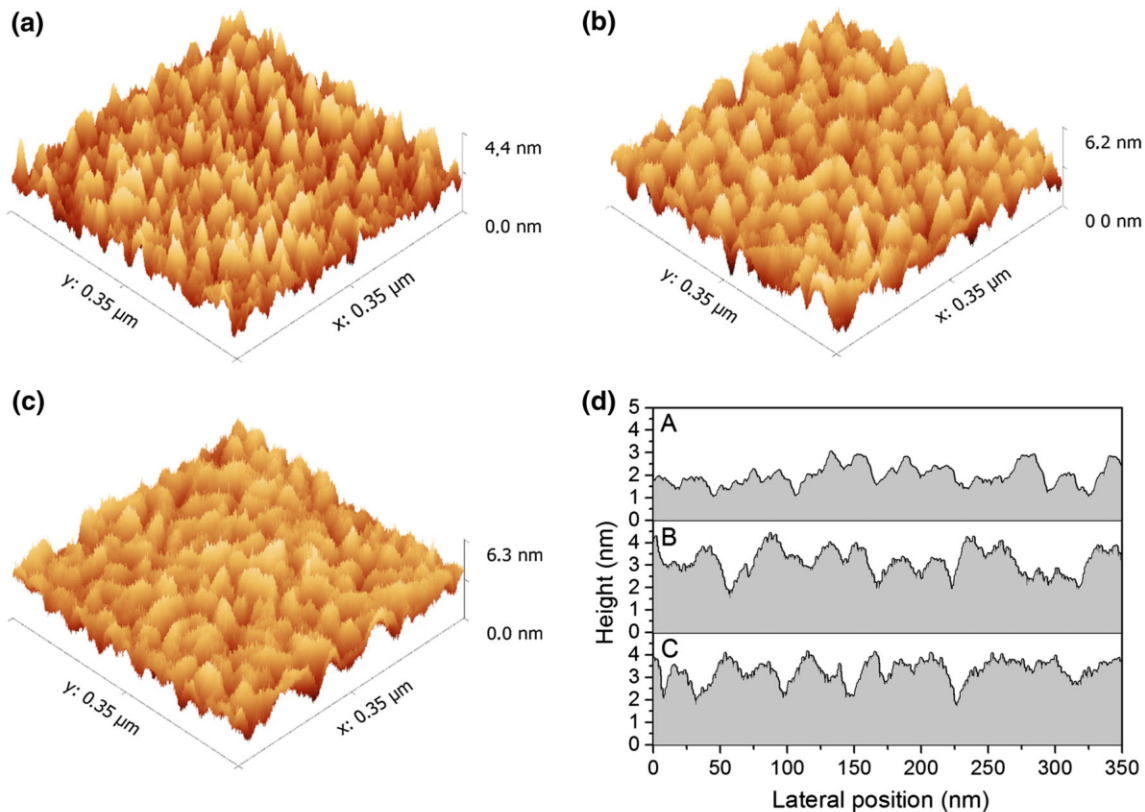 (a)
4,4 nm
0.0 nm
y: 0.35 µm
x: 0.35 µm
(b)
6,2 nm
0 0 nm
y: 0.35 µm
x: 0.35 µm
(c)
6.3 nm
0.0 nm
y: 0.35 µm
x: 0.35 µm
(d)
Height (nm)
A
5
4
3
2
1
0
B
4
3
2
1
0
C
4
3
2
1
0
0 50 100 150 200 250 300 350
Lateral position (nm)